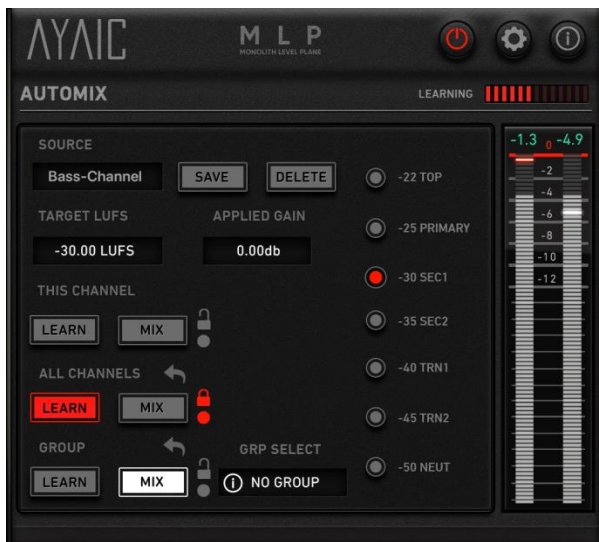 AYAIC
MLP
MONOLITH LEVEL PLANE
AUTOMIX
LEARNING
SOURCE
Bass-Channel
SAVE
DELETE
TARGET LUFS
APPLIED GAIN
-30.00 LUFS
0.00db
THIS CHANNEL
LEARN
MIX
ALL CHANNELS
LEARN
MIX
GROUP
GRP SELECT
LEARN
MIX
NO GROUP
-22 TOP
-25 PRIMARY
-30 SEC1
-35 SEC2
-40 TRN1
-45 TRN2
-50 NEUT
-1.3 0 -4.9
-2
-4
-6
-8
-10
-12